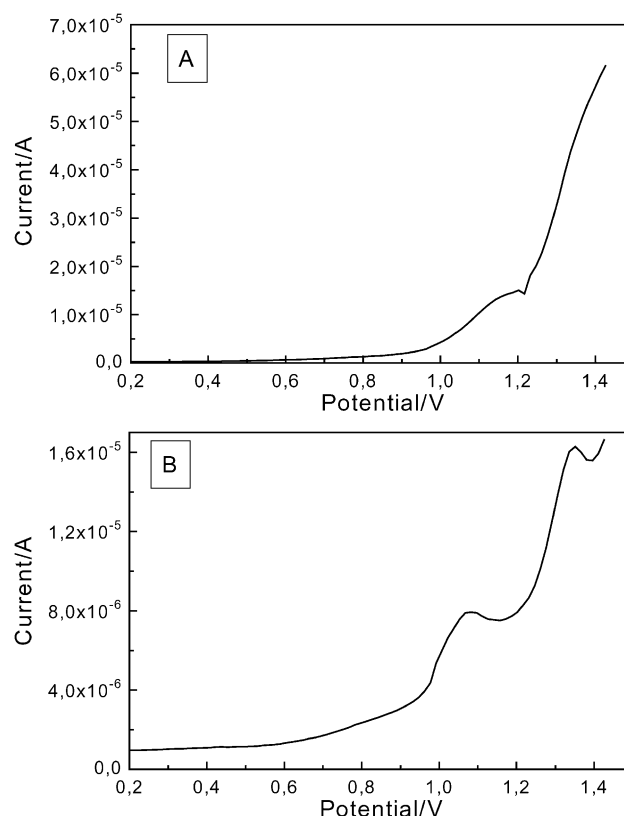 A
7,0x10⁻⁵
6,0x10⁻⁵
5,0x10⁻⁵
4,0x10⁻⁵
3,0x10⁻⁵
2,0x10⁻⁵
1,0x10⁻⁵
0,0
Current/A
0,2 0,4 0,6 0,8 1,0 1,2 1,4
Potential/V
B
1,6x10⁻⁵
1,2x10⁻⁵
8,0x10⁻⁶
4,0x10⁻⁶
0,0
Current/A
0,2 0,4 0,6 0,8 1,0 1,2 1,4
Potential/V